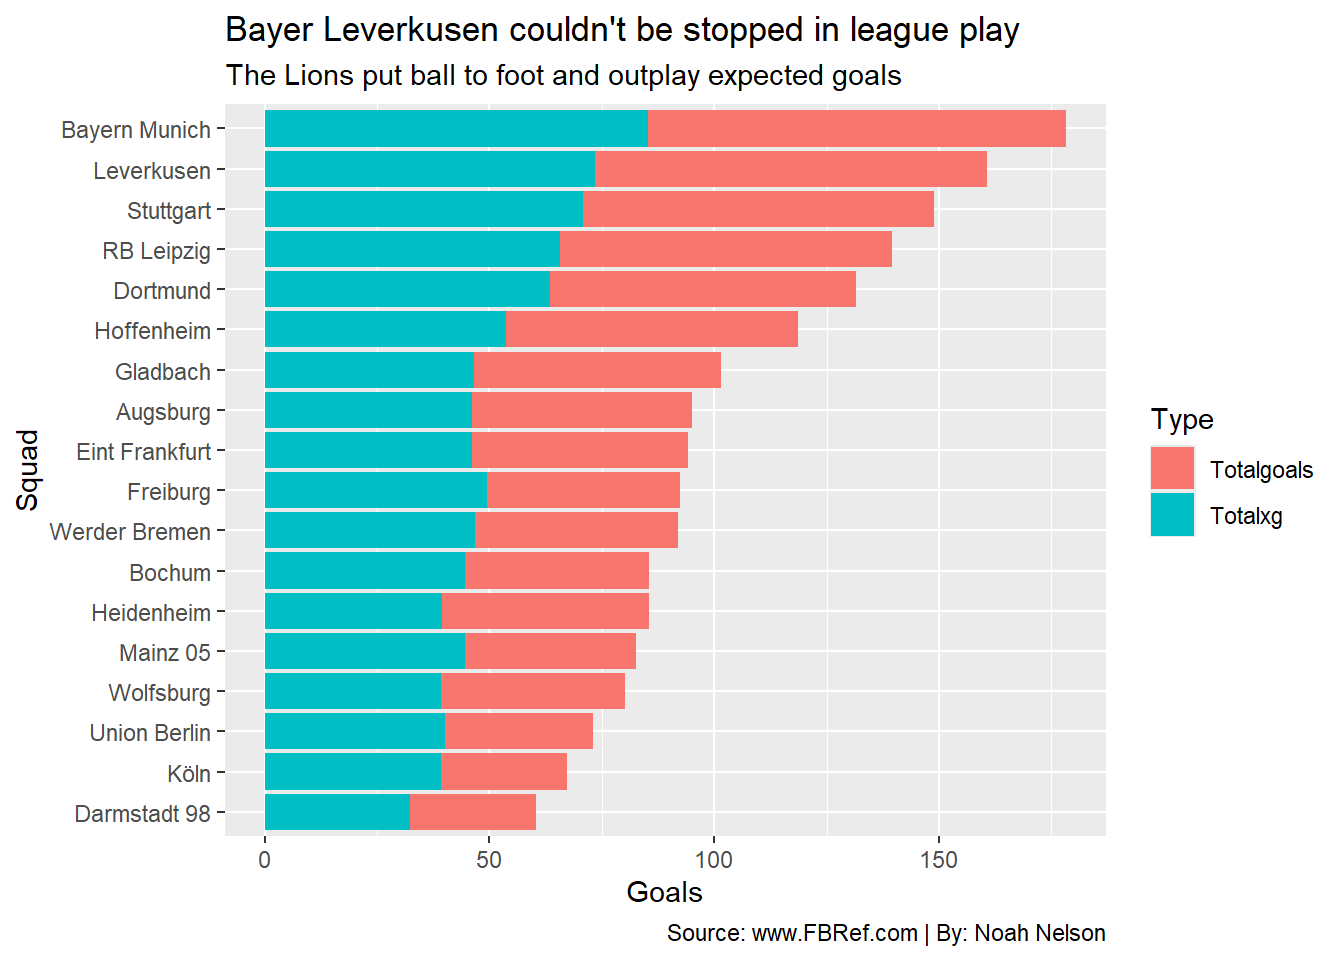 Bayer Leverkusen couldn't be stopped in league play
The Lions put ball to foot and outplay expected goals
Squad
Bayern Munich
Leverkusen
Stuttgart
RB Leipzig
Dortmund
Hoffenheim
Gladbach
Augsburg
Eint Frankfurt
Freiburg
Werder Bremen
Bochum
Heidenheim
Mainz 05
Wolfsburg
Union Berlin
Köln
Darmstadt 98
0 50 100 150
Goals
Type
Totalgoals
Totalxg
Source: www.FBRef.com | By: Noah Nelson